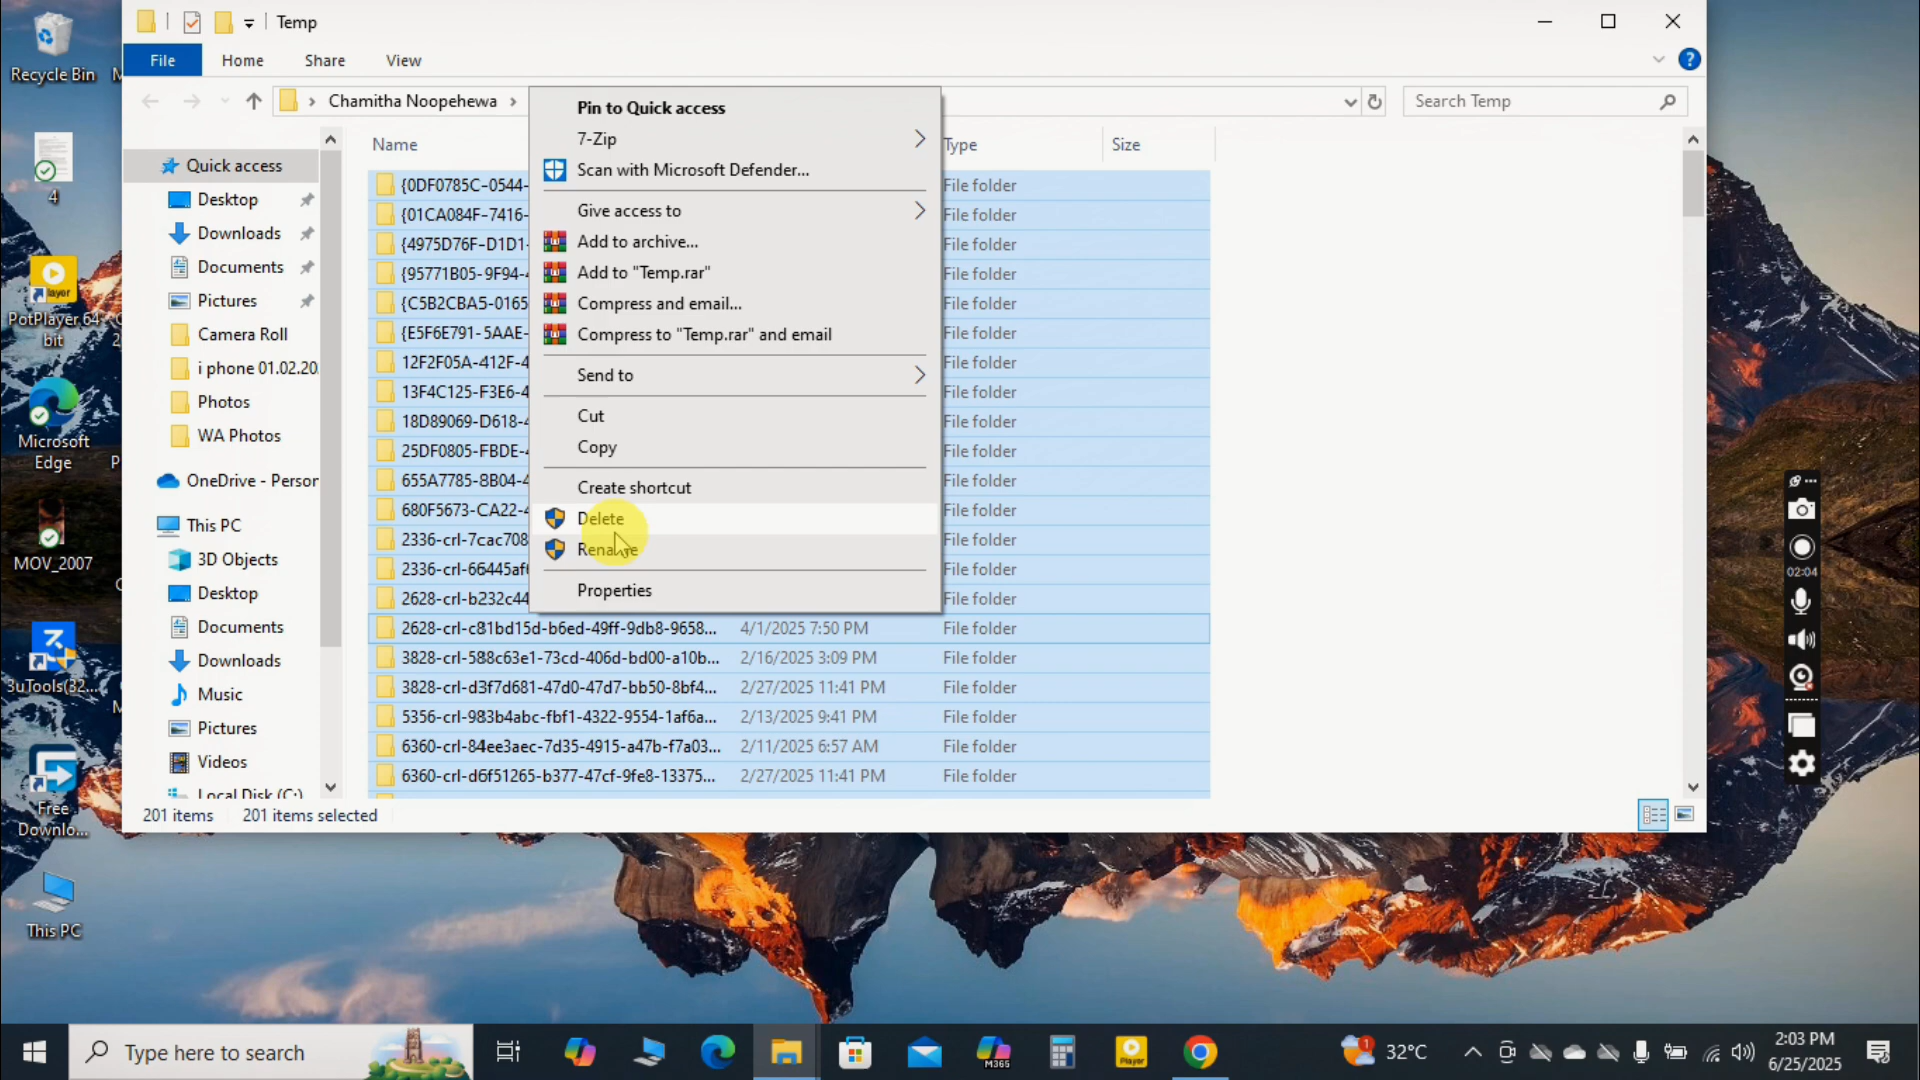 Temp
File
Home
Share
View
Chamitha Noopehewa
Search Temp
Name
Type
Size
Pin to Quick access
7-Zip
Scan with Microsoft Defender...
Give access to
Add to archive...
Add to "Temp.rar"
Compress and email...
Compress to "Temp.rar" and email
Send to
Cut
Copy
Create shortcut
Delete
Rename
Properties
Quick access
Desktop
Downloads
Documents
Pictures
Camera Roll
i phone 01.02.20
Photos
WA Photos
OneDrive - Person
This PC
3D Objects
Desktop
Documents
Downloads
Music
Pictures
Videos
Local Disk (C:)
{0DF0785C-0544- File folder
{01CA084F-7416- File folder
{4975D76F-D1D1- File folder
{95771B05-9F94- File folder
{C5B2CBA5-0165 File folder
{E5F6E791-5AAE- File folder
12F2F05A-412F-4 File folder
13F4C125-F3E6-4 File folder
18D89069-D618-4 File folder
25DF0805-FBDE- File folder
655A7785-8B04-4 File folder
680F5673-CA22- File folder
2336-crl-7cac708 File folder
2336-crl-66445af File folder
2628-crl-b232c44 File folder
2628-crl-c81bd15d-b6ed-49ff-9db8-9658... 4/1/2025 7:50 PM File folder
3828-crl-588c63e1-73cd-406d-bd00-a10b... 2/16/2025 3:09 PM File folder
3828-crl-d3f7d681-47d0-47d7-bb50-8bf4... 2/27/2025 11:41 PM File folder
5356-crl-983b4abc-fbf1-4322-9554-1af6a... 2/13/2025 9:41 PM File folder
6360-crl-84ee3aec-7d35-4915-a47b-f7a03... 2/11/2025 6:57 AM File folder
6360-crl-d6f51265-b377-47cf-9fe8-13375... 2/27/2025 11:41 PM File folder
201 items 201 items selected
Recycle Bin
M
4
PotPlayer 64
bit
Microsoft
Edge
P
MOV_2007
3uTools(32...
Free
Downlo...
This PC
02:04
Type here to search
M365
Player
1
32°C
2:03 PM
6/25/2025